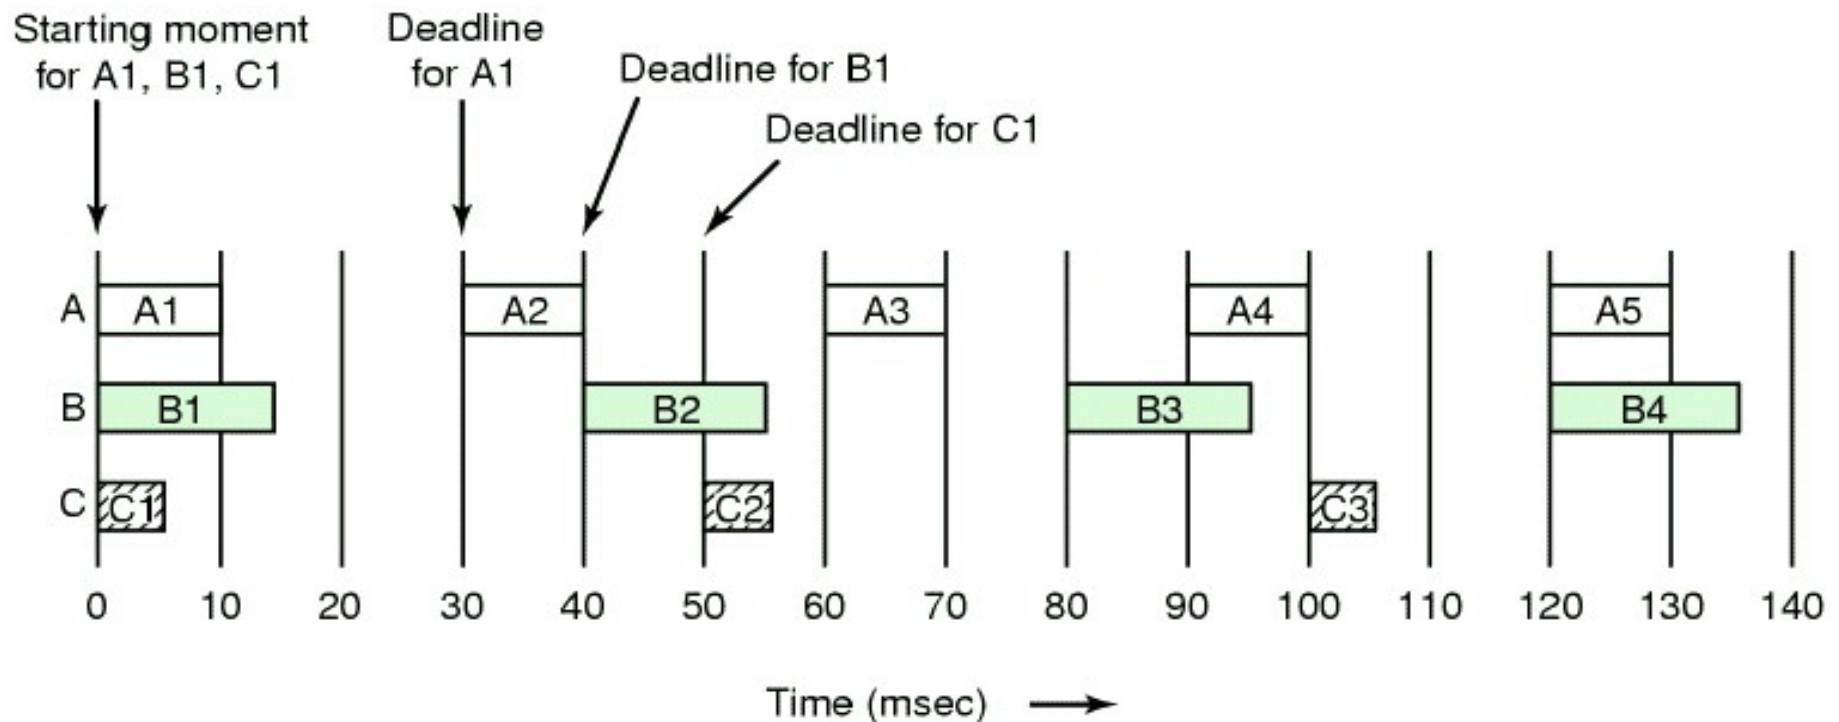 Starting moment
for A1, B1, C1
Deadline
for A1
Deadline for B1
Deadline for C1
A A1 A2 A3 A4 A5
B B1 B2 B3 B4
C C1 C2 C3
0 10 20 30 40 50 60 70 80 90 100 110 120 130 140
Time (msec)